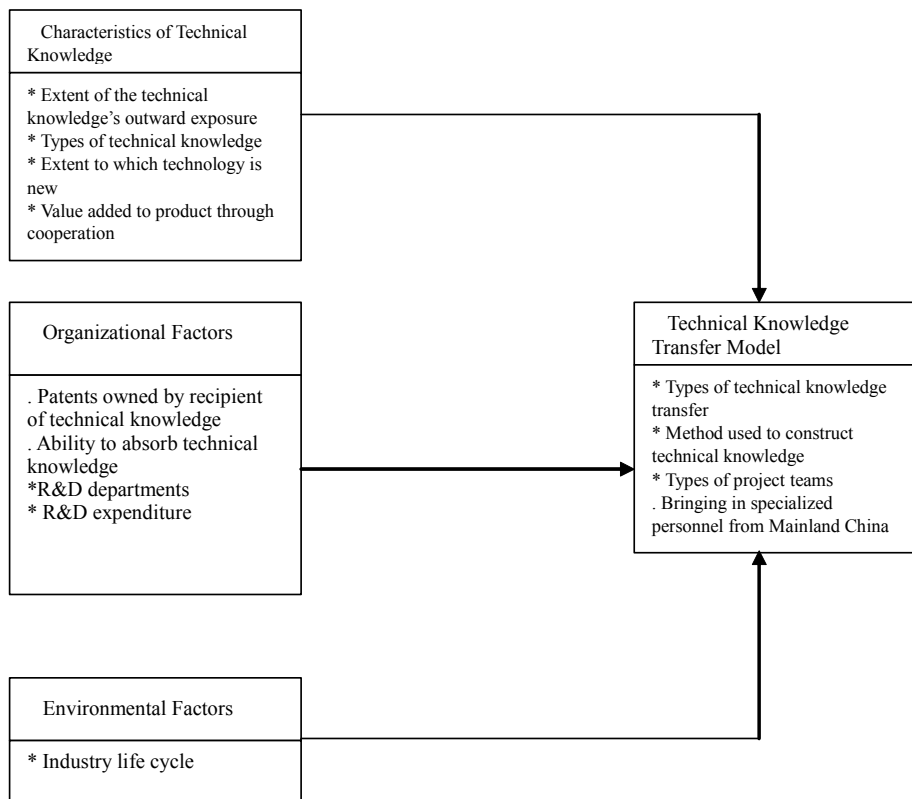 Characteristics of Technical
Knowledge
* Extent of the technical
knowledge's outward exposure
* Types of technical knowledge
* Extent to which technology is
new
* Value added to product through
cooperation
Organizational Factors
. Patents owned by recipient
of technical knowledge
. Ability to absorb technical
knowledge
*R&D departments
* R&D expenditure
Environmental Factors
* Industry life cycle
Technical Knowledge
Transfer Model
* Types of technical knowledge
transfer
* Method used to construct
technical knowledge
* Types of project teams
. Bringing in specialized
personnel from Mainland China